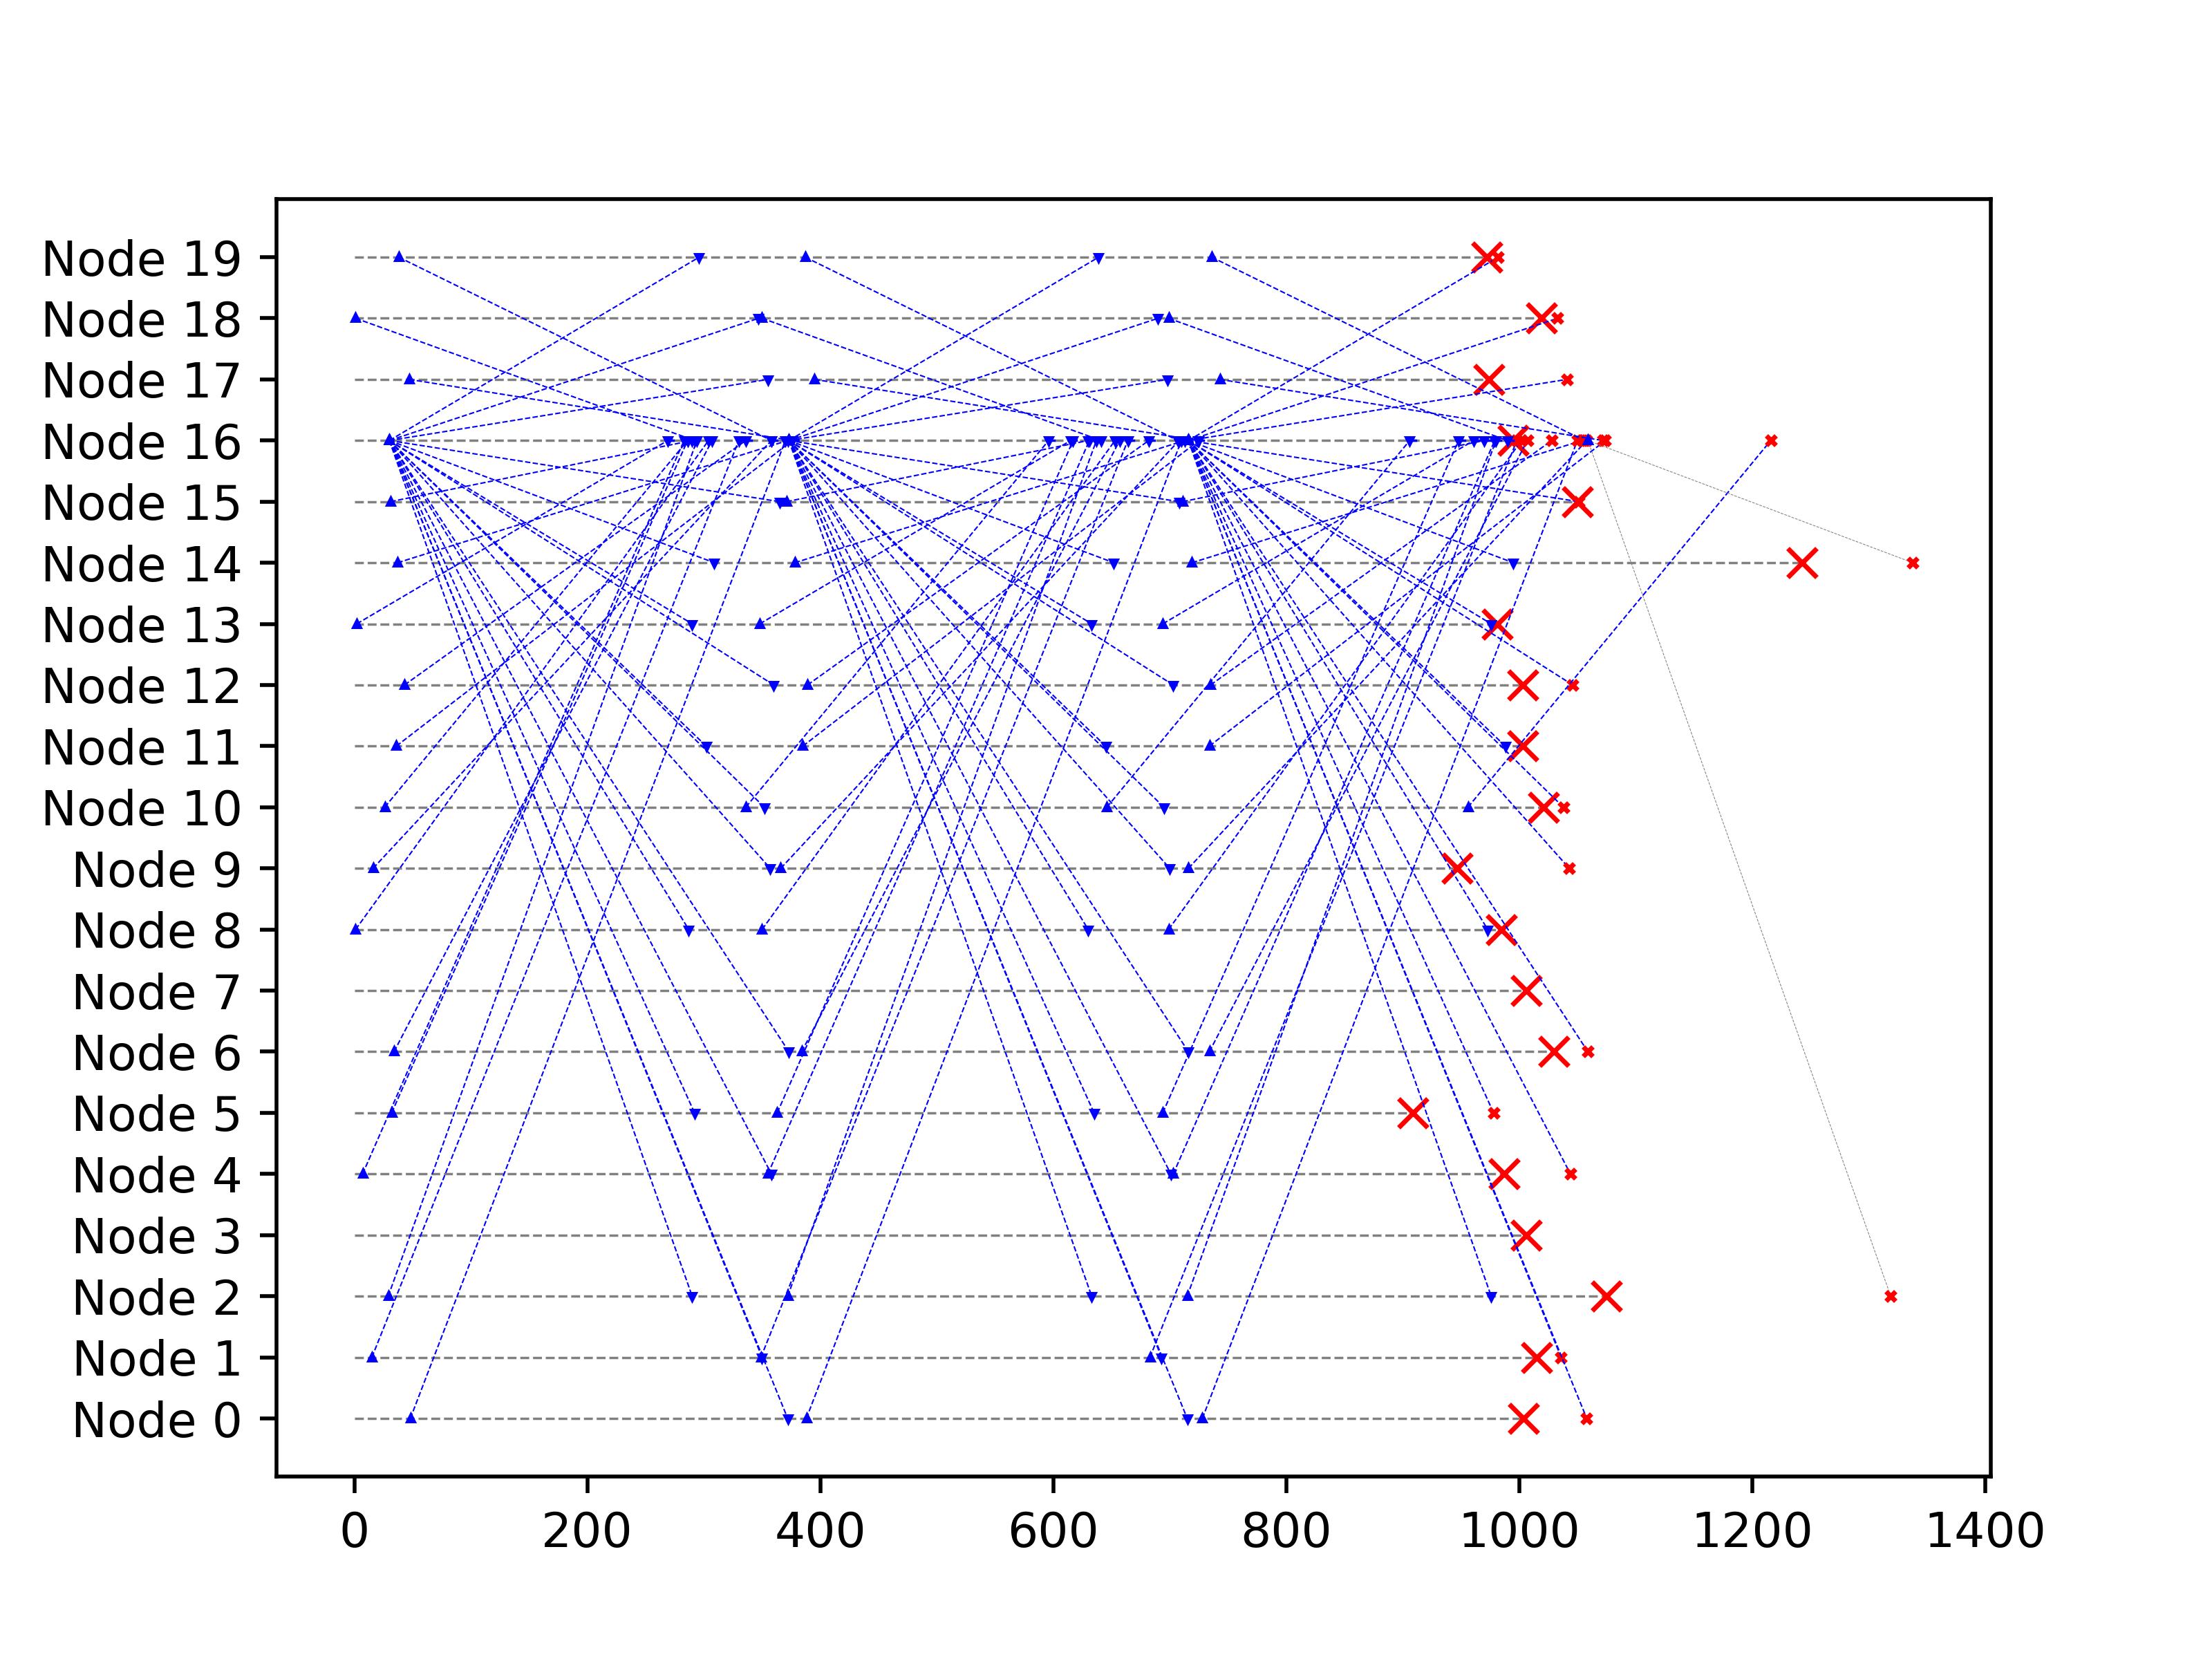 Node 19
Node 18
Node 17
Node 16
Node 15
Node 14
Node 13
Node 12
Node 11
Node 10
Node 9
Node 8
Node 7
Node 6
Node 5
Node 4
Node 3
Node 2
Node 1
Node 0
0 200 400 600 800 1000 1200 1400